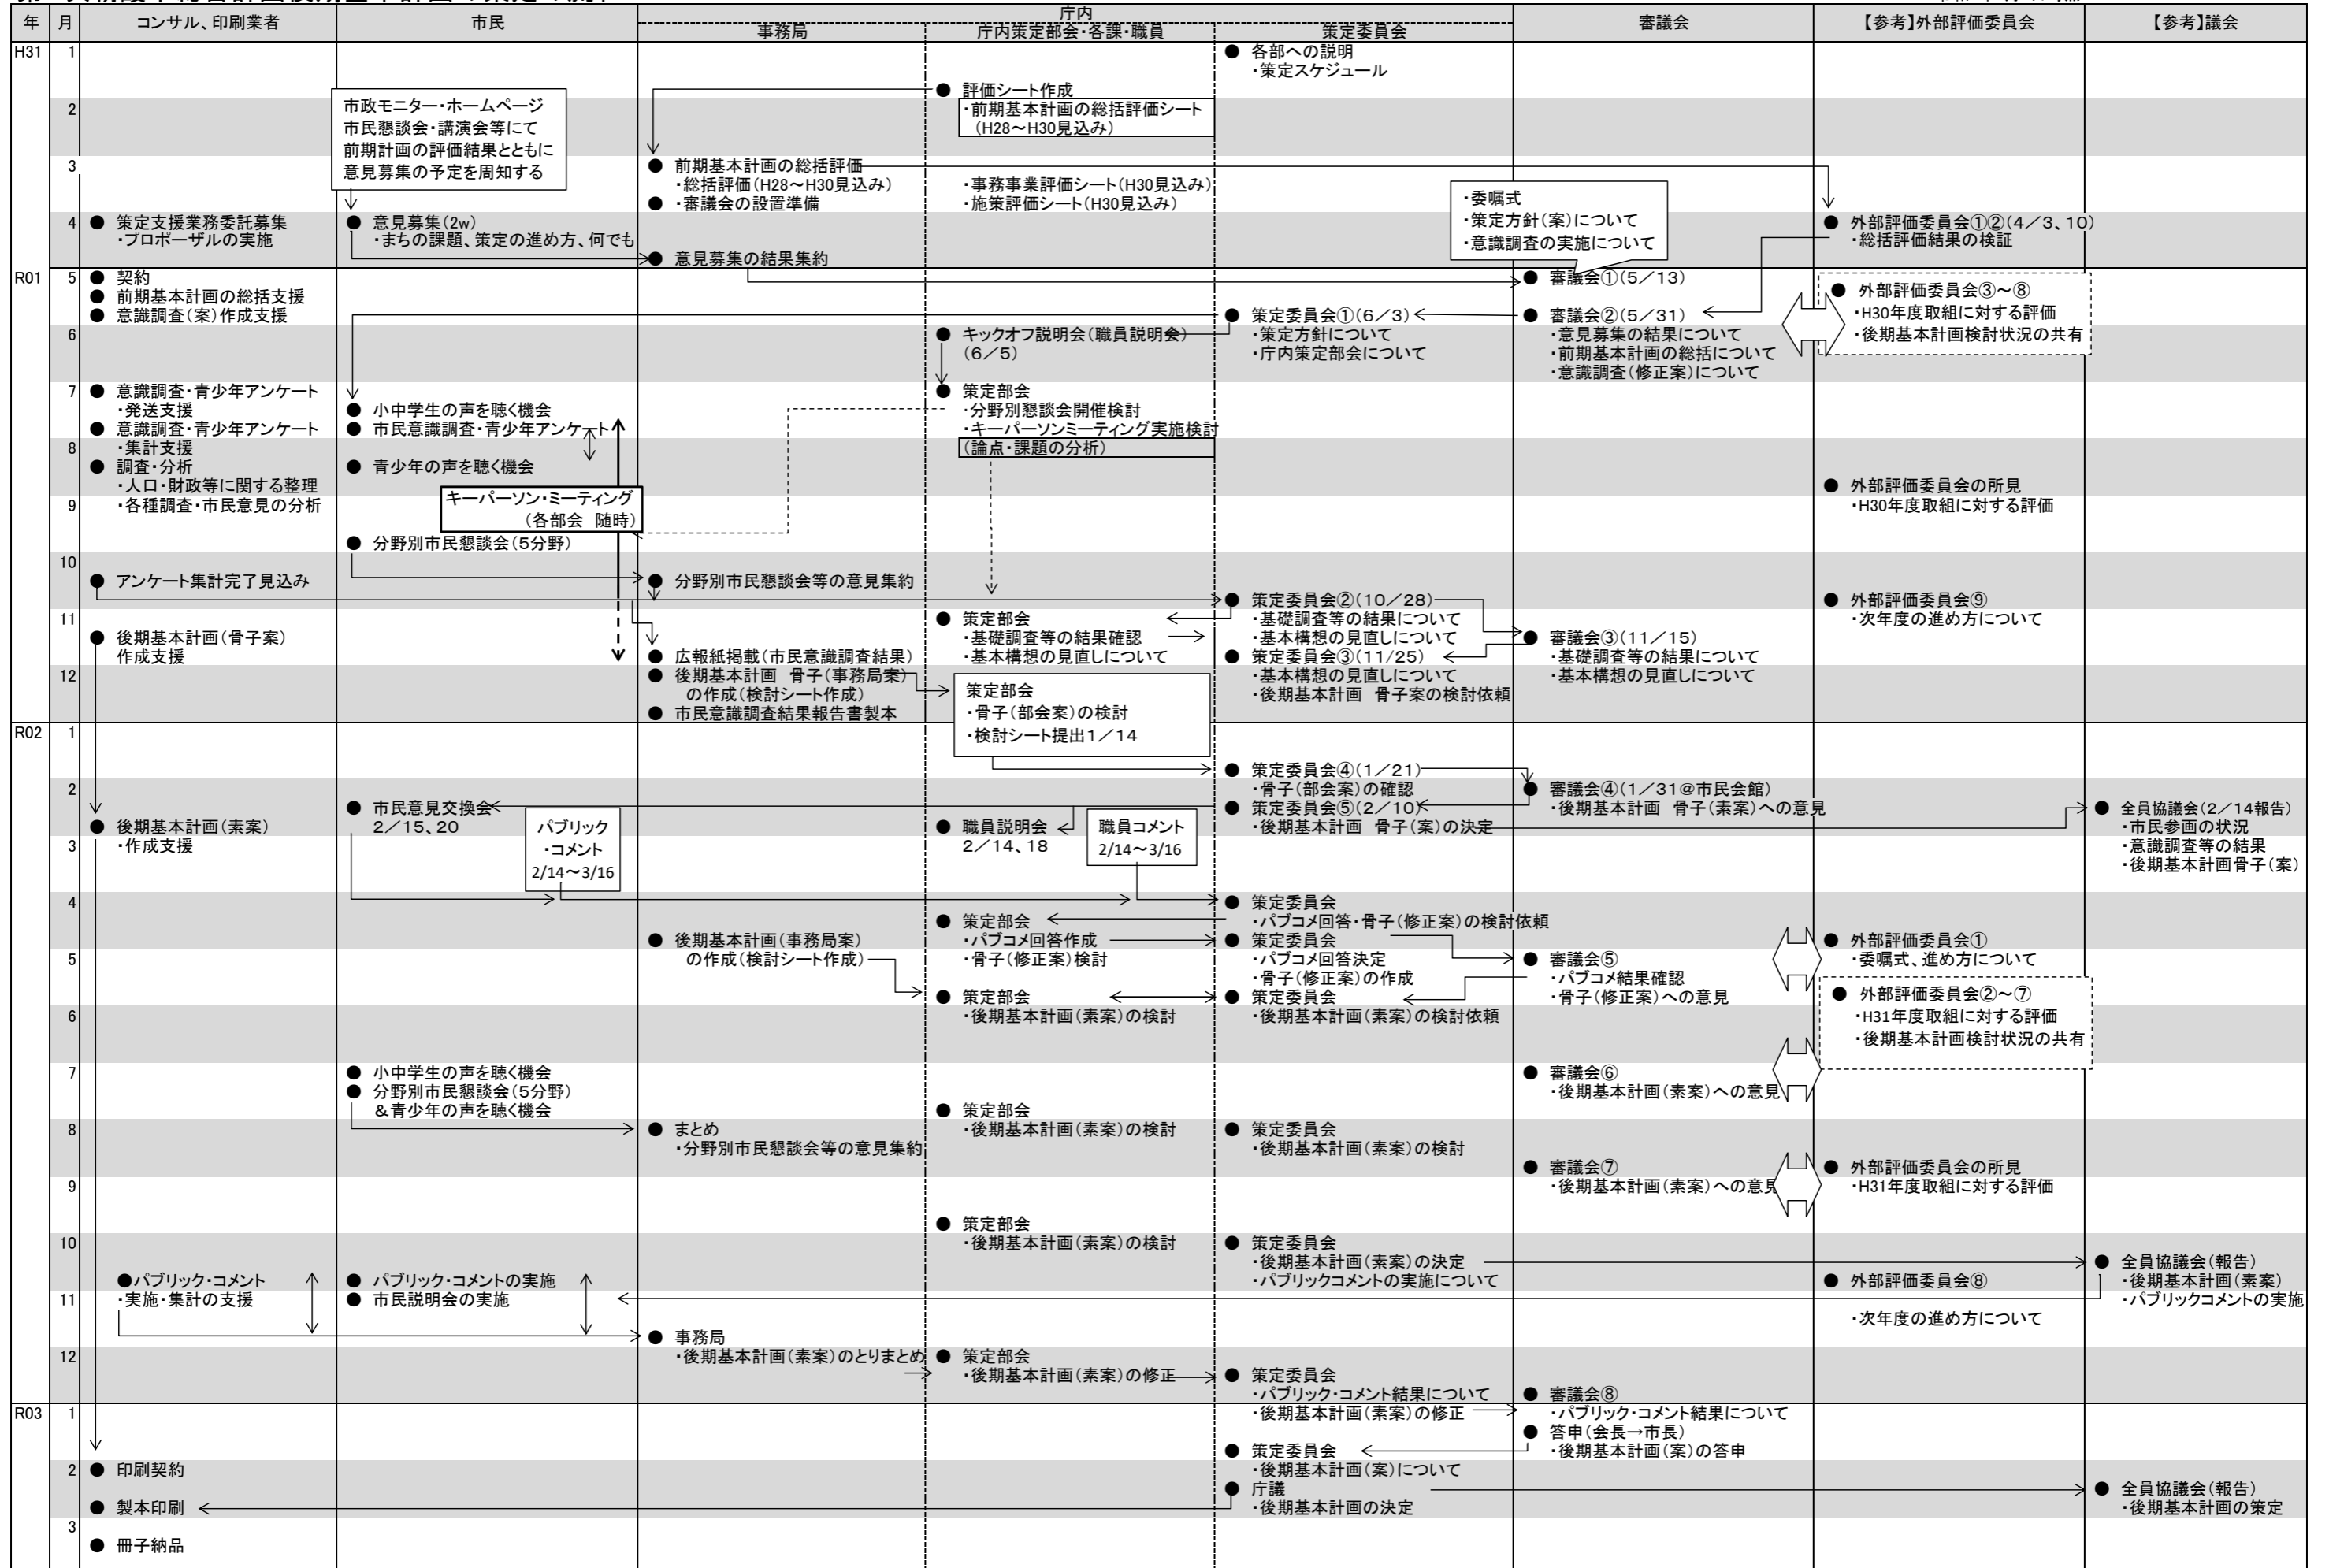 年
月
コンサル、印刷業者
市民
庁内
事務局
庁内策定部会・各課・職員
策定委員会
審議会
【参考】外部評価委員会
【参考】議会
H31
1
● 各部への説明
・策定スケジュール
● 評価シート作成
・前期基本計画の総括評価シート
(H28～H30見込み)
2
市政モニター・ホームページ
市民懇談会・講演会等にて
前期計画の評価結果とともに
意見募集の予定を周知する
3
● 前期基本計画の総括評価
・総括評価(H28～H30見込み)
● ・審議会の設置準備
・事務事業評価シート(H30見込み)
・施策評価シート(H30見込み)
・委嘱式
・策定方針(案)について
・意識調査の実施について
4
● 策定支援業務委託募集
・プロポーザルの実施
● 意見募集(2w)
・まちの課題、策定の進め方、何でも
● 意見募集の結果集約
● 外部評価委員会①②(4／3、10)
・総括評価結果の検証
R01
5
● 契約
● 前期基本計画の総括支援
● 意識調査(案)作成支援
● 審議会①(5／13)
● 外部評価委員会③～⑧
・H30年度取組に対する評価
・後期基本計画検討状況の共有
● 策定委員会①(6／3)
・策定方針について
・庁内策定部会について
● 審議会②(5／31)
・意見募集の結果について
・前期基本計画の総括について
・意識調査(修正案)について
6
● キックオフ説明会(職員説明会)
(6／5)
7
● 意識調査・青少年アンケート
・発送支援
● 意識調査・青少年アンケート
・集計支援
● 小中学生の声を聴く機会
● 市民意識調査・青少年アンケート
● 策定部会
・分野別懇談会開催検討
・キーパーソンミーティング実施検討
(論点・課題の分析)
8
● 調査・分析
・人口・財政等に関する整理
・各種調査・市民意見の分析
● 青少年の声を聴く機会
キーパーソン・ミーティング
(各部会　随時)
● 外部評価委員会の所見
・H30年度取組に対する評価
9
● 分野別市民懇談会(5分野)
10
● アンケート集計完了見込み
● 分野別市民懇談会等の意見集約
● 策定委員会②(10／28)
・基礎調査等の結果について
・基本構想の見直しについて
● 外部評価委員会⑨
・次年度の進め方について
11
● 後期基本計画(骨子案)
作成支援
● 策定部会
・基礎調査等の結果確認
・基本構想の見直しについて
● 審議会③(11／15)
・基礎調査等の結果について
・基本構想の見直しについて
● 広報紙掲載(市民意識調査結果)
● 策定委員会③(11/25)
・基本構想の見直しについて
・後期基本計画　骨子案の検討依頼
12
● 後期基本計画　骨子(事務局案)
の作成(検討シート作成)
● 市民意識調査結果報告書製本
策定部会
・骨子(部会案)の検討
・検討シート提出1／14
R02
1
● 策定委員会④(1／21)
・骨子(部会案)の確認
2
● 審議会④(1／31＠市民会館)
・後期基本計画　骨子(素案)への意見
● 市民意見交換会
2／15、20
● 策定委員会⑤(2／10)
・後期基本計画　骨子(案)の決定
● 全員協議会(2／14報告)
・市民参画の状況
・意識調査等の結果
・後期基本計画骨子(案)
● 後期基本計画(素案)
・作成支援
パブリック
・コメント
2/14～3/16
● 職員説明会
2／14、18
職員コメント
2/14～3/16
3
4
● 策定委員会
・パブコメ回答・骨子(修正案)の検討依頼
● 策定部会
・パブコメ回答作成
・骨子(修正案)検討
● 後期基本計画(事務局案)
の作成(検討シート作成)
● 策定委員会
・パブコメ回答決定
・骨子(修正案)の作成
● 外部評価委員会①
・委嘱式、進め方について
5
● 審議会⑤
・パブコメ結果確認
・骨子(修正案)への意見
● 策定部会
・後期基本計画(素案)の検討
● 策定委員会
・後期基本計画(素案)の検討依頼
● 外部評価委員会②～⑦
・H31年度取組に対する評価
・後期基本計画検討状況の共有
6
7
● 小中学生の声を聴く機会
● 分野別市民懇談会(5分野)
＆青少年の声を聴く機会
● 審議会⑥
・後期基本計画(素案)への意見
● 策定部会
・後期基本計画(素案)の検討
8
● まとめ
・分野別市民懇談会等の意見集約
● 策定委員会
・後期基本計画(素案)の検討
● 審議会⑦
・後期基本計画(素案)への意見
● 外部評価委員会の所見
・H31年度取組に対する評価
9
● 策定部会
・後期基本計画(素案)の検討
10
● 策定委員会
・後期基本計画(素案)の決定
・パブリックコメントの実施について
● 全員協議会(報告)
・後期基本計画(素案)
・パブリックコメントの実施
●パブリック・コメント
・実施・集計の支援
● パブリック・コメントの実施
● 市民説明会の実施
● 外部評価委員会⑧
・次年度の進め方について
11
● 事務局
・後期基本計画(素案)のとりまとめ
12
● 策定部会
・後期基本計画(素案)の修正
● 策定委員会
・パブリック・コメント結果について
・後期基本計画(素案)の修正
● 審議会⑧
・パブリック・コメント結果について
R03
1
● 答申(会長→市長)
・後期基本計画(案)の答申
● 策定委員会
・後期基本計画(案)について
2
● 印刷契約
● 庁議
・後期基本計画の決定
● 全員協議会(報告)
・後期基本計画の策定
● 製本印刷
3
● 冊子納品